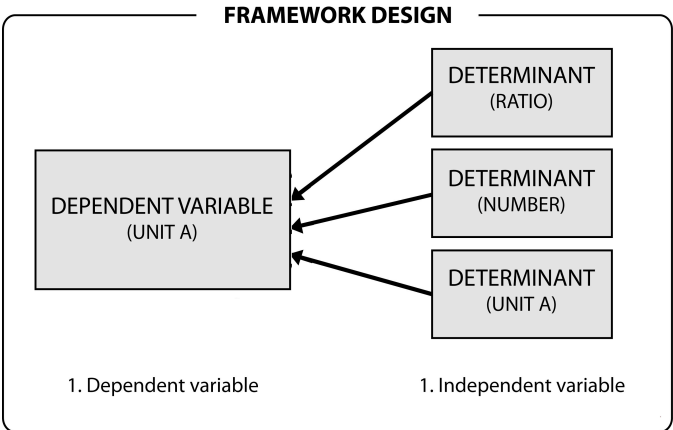 FRAMEWORK DESIGN
DETERMINANT
(RATIO)
DEPENDENT VARIABLE
(UNIT A)
DETERMINANT
(NUMBER)
DETERMINANT
(UNIT A)
1. Dependent variable
1. Independent variable